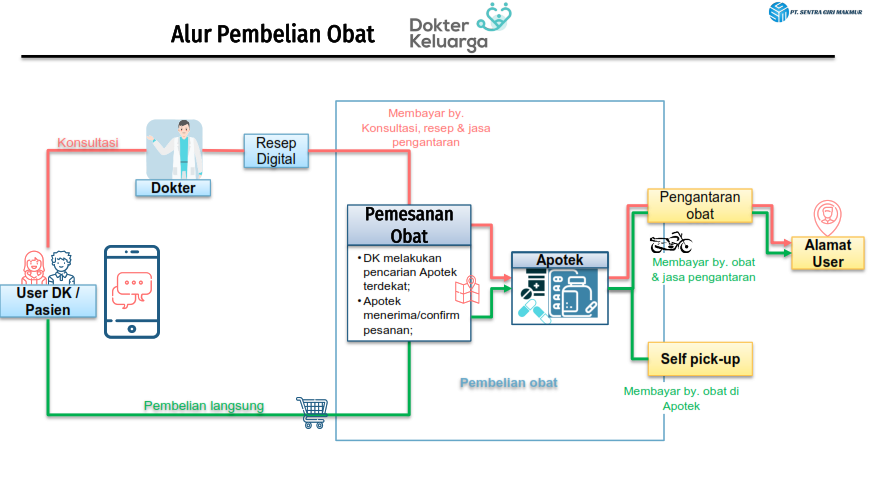 Alur Pembelian Obat
Dokter
Keluarga
PT. SENTRA GIRI MAKMUR
Membayar by.
Konsultasi, resep & jasa
pengantaran
Konsultasi
Resep
Digital
Dokter
Pemesanan
Obat
• DK melakukan
pencarian Apotek
terdekat;
• Apotek
menerima/confirm
pesanan;
Apotek
Pengantaran
obat
Membayar by. obat
& jasa pengantaran
Alamat
User
User DK /
Pasien
Self pick-up
Membayar by. obat di
Apotek
Pembelian obat
Pembelian langsung